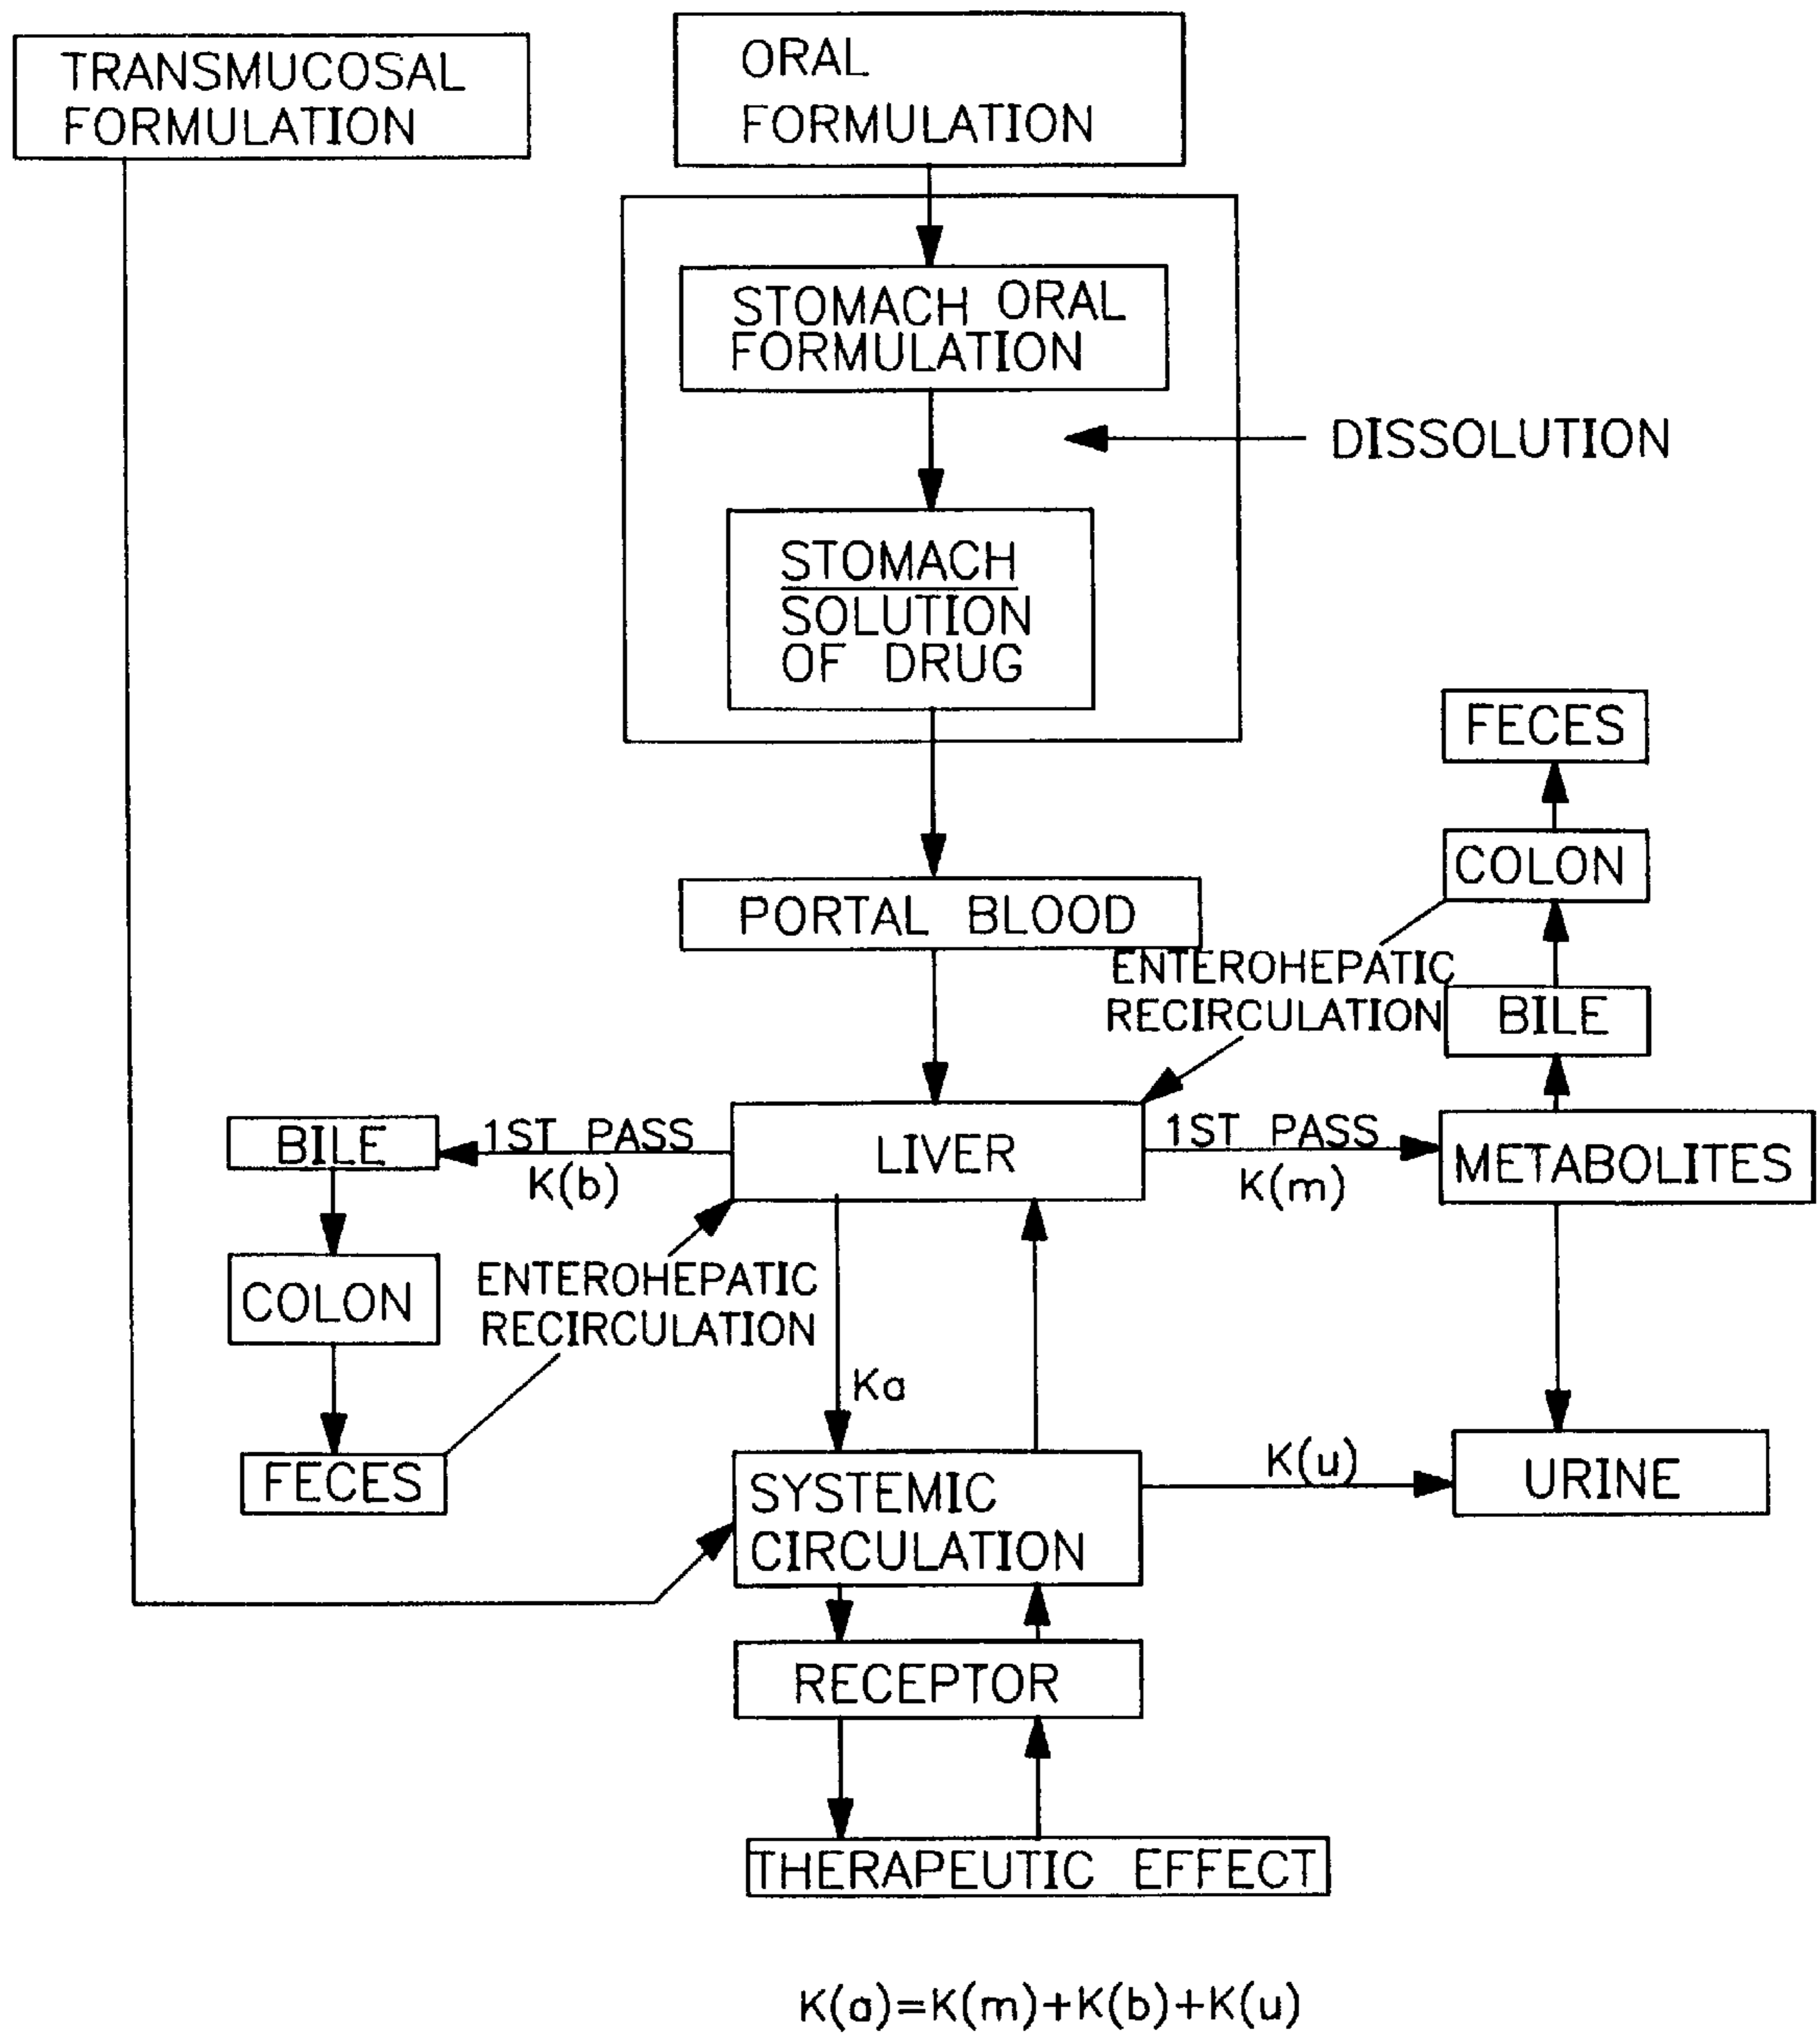 TRANSMUCOSAL
FORMULATION
ORAL
FORMULATION
STOMACH ORAL
FORMULATION
DISSOLUTION
STOMACH
SOLUTION
OF DRUG
FECES
COLON
PORTAL BLOOD
ENTEROHEPATIC
RECIRCULATION
BILE
BILE
1ST PASS
K(b)
LIVER
1ST PASS
K(m)
METABOLITES
COLON
ENTEROHEPATIC
RECIRCULATION
Ka
FECES
SYSTEMIC
CIRCULATION
K(u)
URINE
RECEPTOR
THERAPEUTIC EFFECT
K(a)=K(m)+K(b)+K(u)